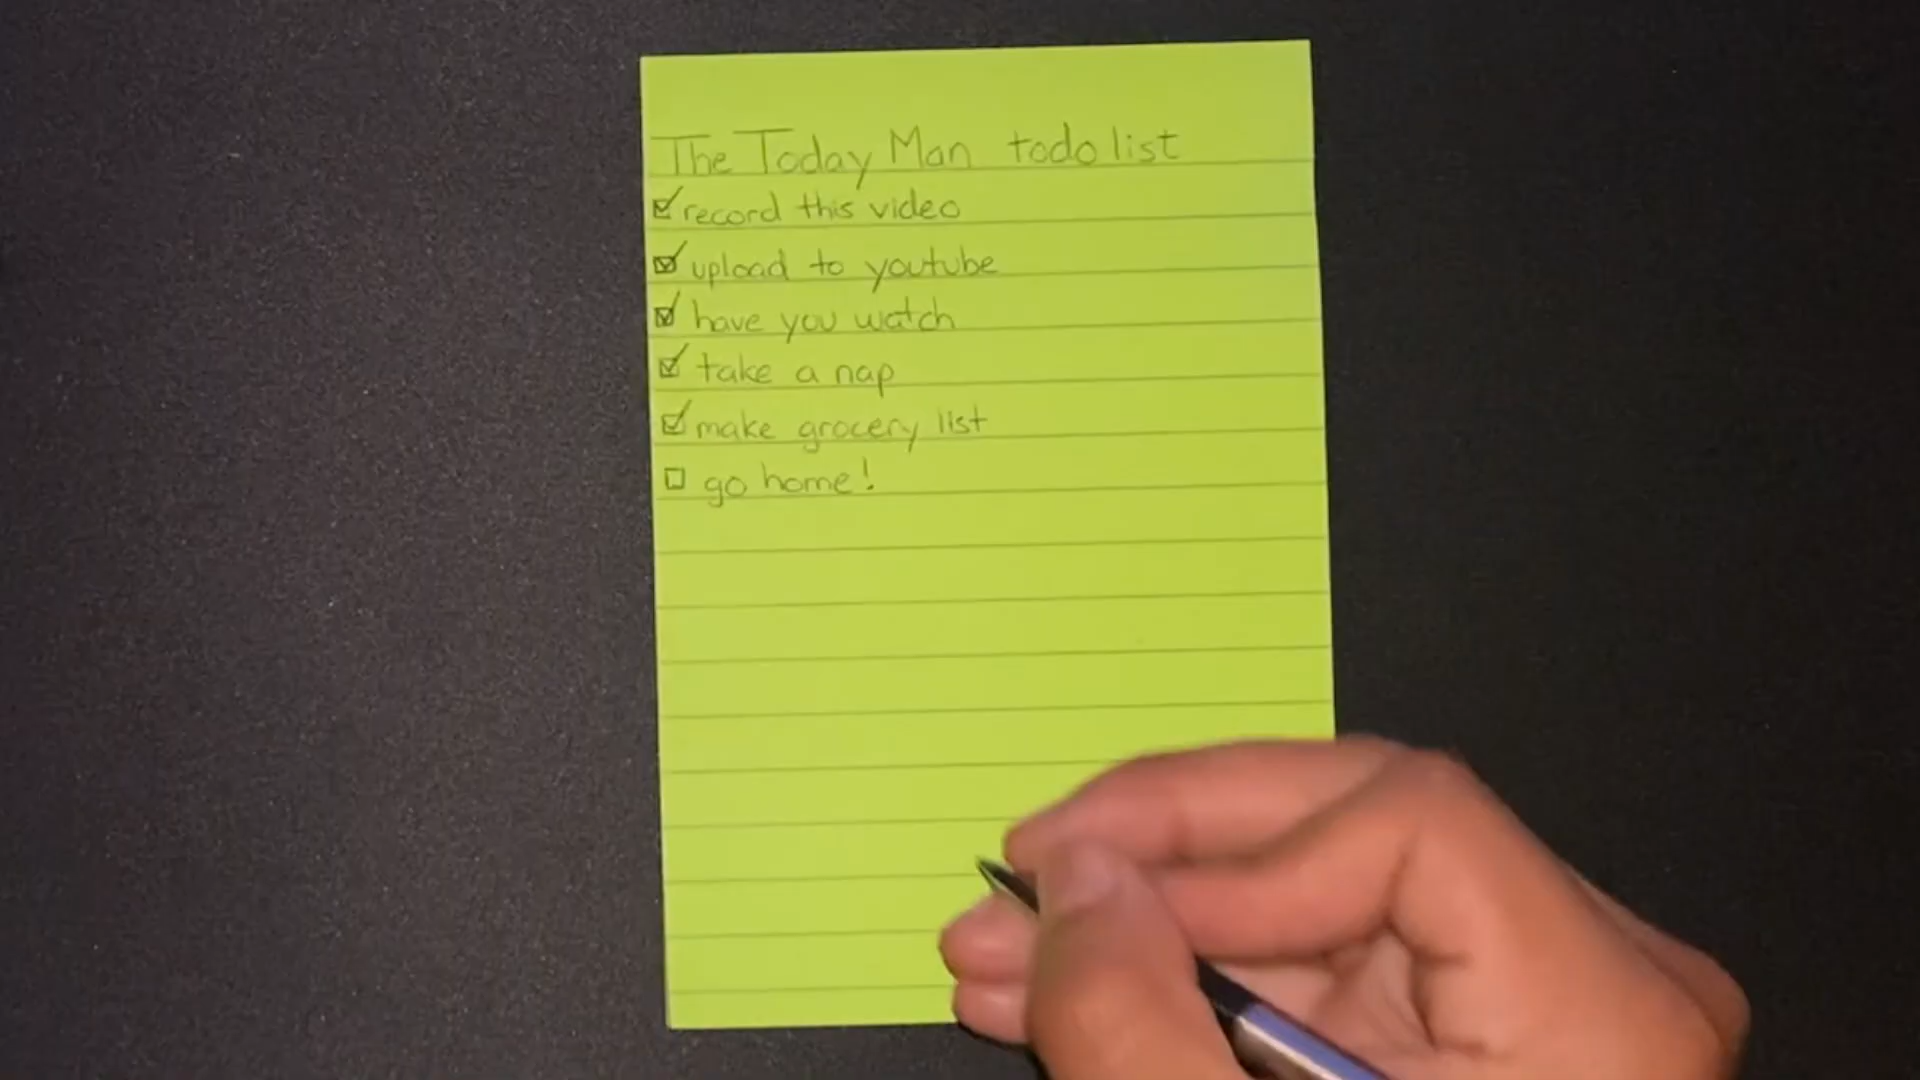 The Today Man todo list
☑ record this video
☑ upload to youtube
☑ have you watch
☑ take a nap
☑ make grocery list
☐ go home!